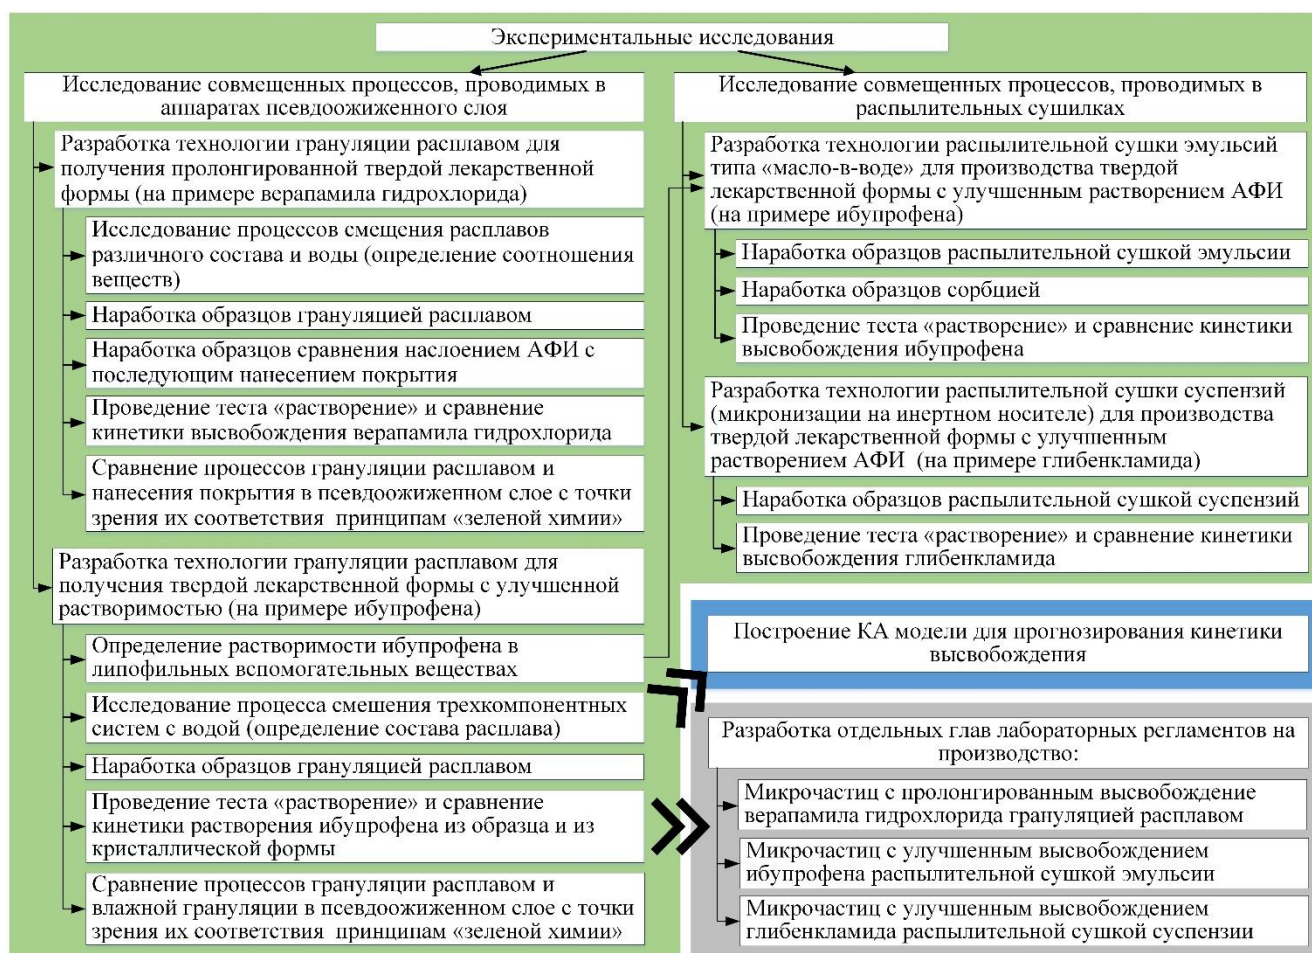 Экспериментальные исследования
Исследование совмещенных процессов, проводимых в
аппаратах псевдоожиженного слоя
Разработка технологии грануляции расплавом для
получения пролонгированной твердой лекарственной
формы (на примере верапамила гидрохлорида)
Исследование процессов смещения расплавов
различного состава и воды (определение соотношения
веществ)
Наработка образцов грануляцией расплавом
Наработка образцов сравнения наслоением АФИ с
последующим нанесением покрытия
Проведение теста «растворение» и сравнение
кинетики высвобождения верапамила гидрохлорида
Сравнение процессов грануляции расплавом и
нанесения покрытия в псевдоожиженном слое с точки
зрения их соответствия принципам «зеленой химии»
Разработка технологии грануляции расплавом для
получения твердой лекарственной формы с улучшенной
растворимостью (на примере ибупрофена)
Определение растворимости ибупрофена в
липофильных вспомогательных веществах
Исследование процесса смешения трехкомпонентных
систем с водой (определение состава расплава)
Наработка образцов грануляцией расплавом
Проведение теста «растворение» и сравнение
кинетики растворения ибупрофена из образца и из
кристаллической формы
Сравнение процессов грануляции расплавом и
влажной грануляции в псевдоожиженном слое с точки
зрения их соответствия принципам «зеленой химии»
Исследование совмещенных процессов, проводимых в
распылительных сушилках
Разработка технологии распылительной сушки эмульсий
типа «масло-в-воде» для производства твердой
лекарственной формы с улучшенным растворением АФИ
(на примере ибупрофена)
Наработка образцов распылительной сушкой эмульсии
Наработка образцов сорбцией
Проведение теста «растворение» и сравнение кинетики
высвобождения ибупрофена
Разработка технологии распылительной сушки суспензий
(микронизации на инертном носителе) для производства
твердой лекарственной формы с улучшенным
растворением АФИ (на примере глибенкламида)
Наработка образцов распылительной сушкой суспензий
Проведение теста «растворение» и сравнение кинетики
высвобождения глибенкламида
Построение КА модели для прогнозирования кинетики
высвобождения
Разработка отдельных глав лабораторных регламентов на
производство:
Микрочастиц с пролонгированным высвобождение
верапамила гидрохлорида грануляцией расплавом
Микрочастиц с улучшенным высвобождением
ибупрофена распылительной сушкой эмульсии
Микрочастиц с улучшенным высвобождением
глибенкламида распылительной сушкой суспензии